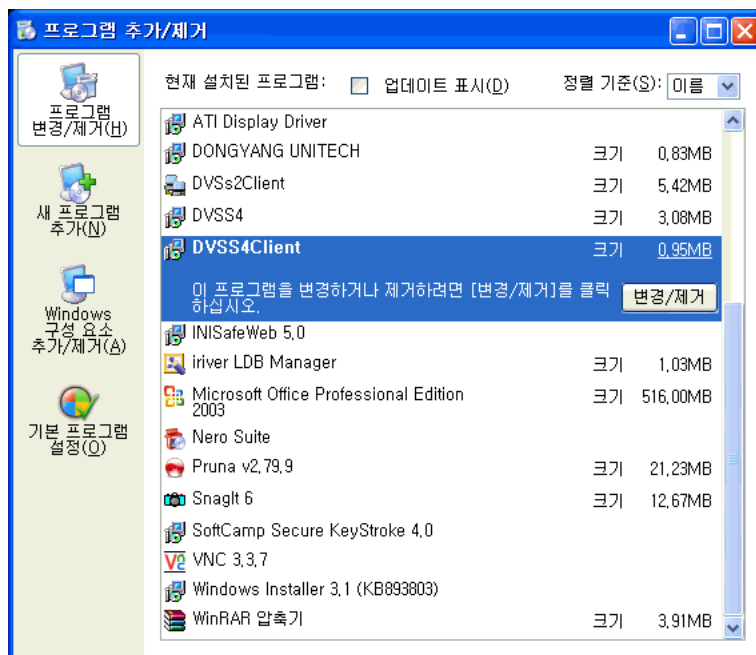 프로그램 추가/제거
프로그램
변경/제거(H)
새 프로그램
추가(N)
Windows
구성 요소
추가/제거(A)
기본 프로그램
설정(O)
현재 설치된 프로그램: 업데이트 표시(D) 정렬 기준(S): 이름
ATI Display Driver
DONGYANG UNITECH 크기 0,83MB
DVSs2Client 크기 5,42MB
DVSS4 크기 3,08MB
DVSS4Client 크기 0,95MB
이 프로그램을 변경하거나 제거하려면 [변경/제거]를 클릭
하십시오. 변경/제거
INISafeWeb 5,0
iriver LDB Manager 크기 1,03MB
Microsoft Office Professional Edition
2003 크기 516,00MB
Nero Suite
Pruna v2,79,9 크기 21,23MB
SnagIt 6 크기 12,67MB
SoftCamp Secure KeyStroke 4,0
VNC 3,3,7
Windows Installer 3,1 (KB893803)
WinRAR 압축기 크기 3,91MB